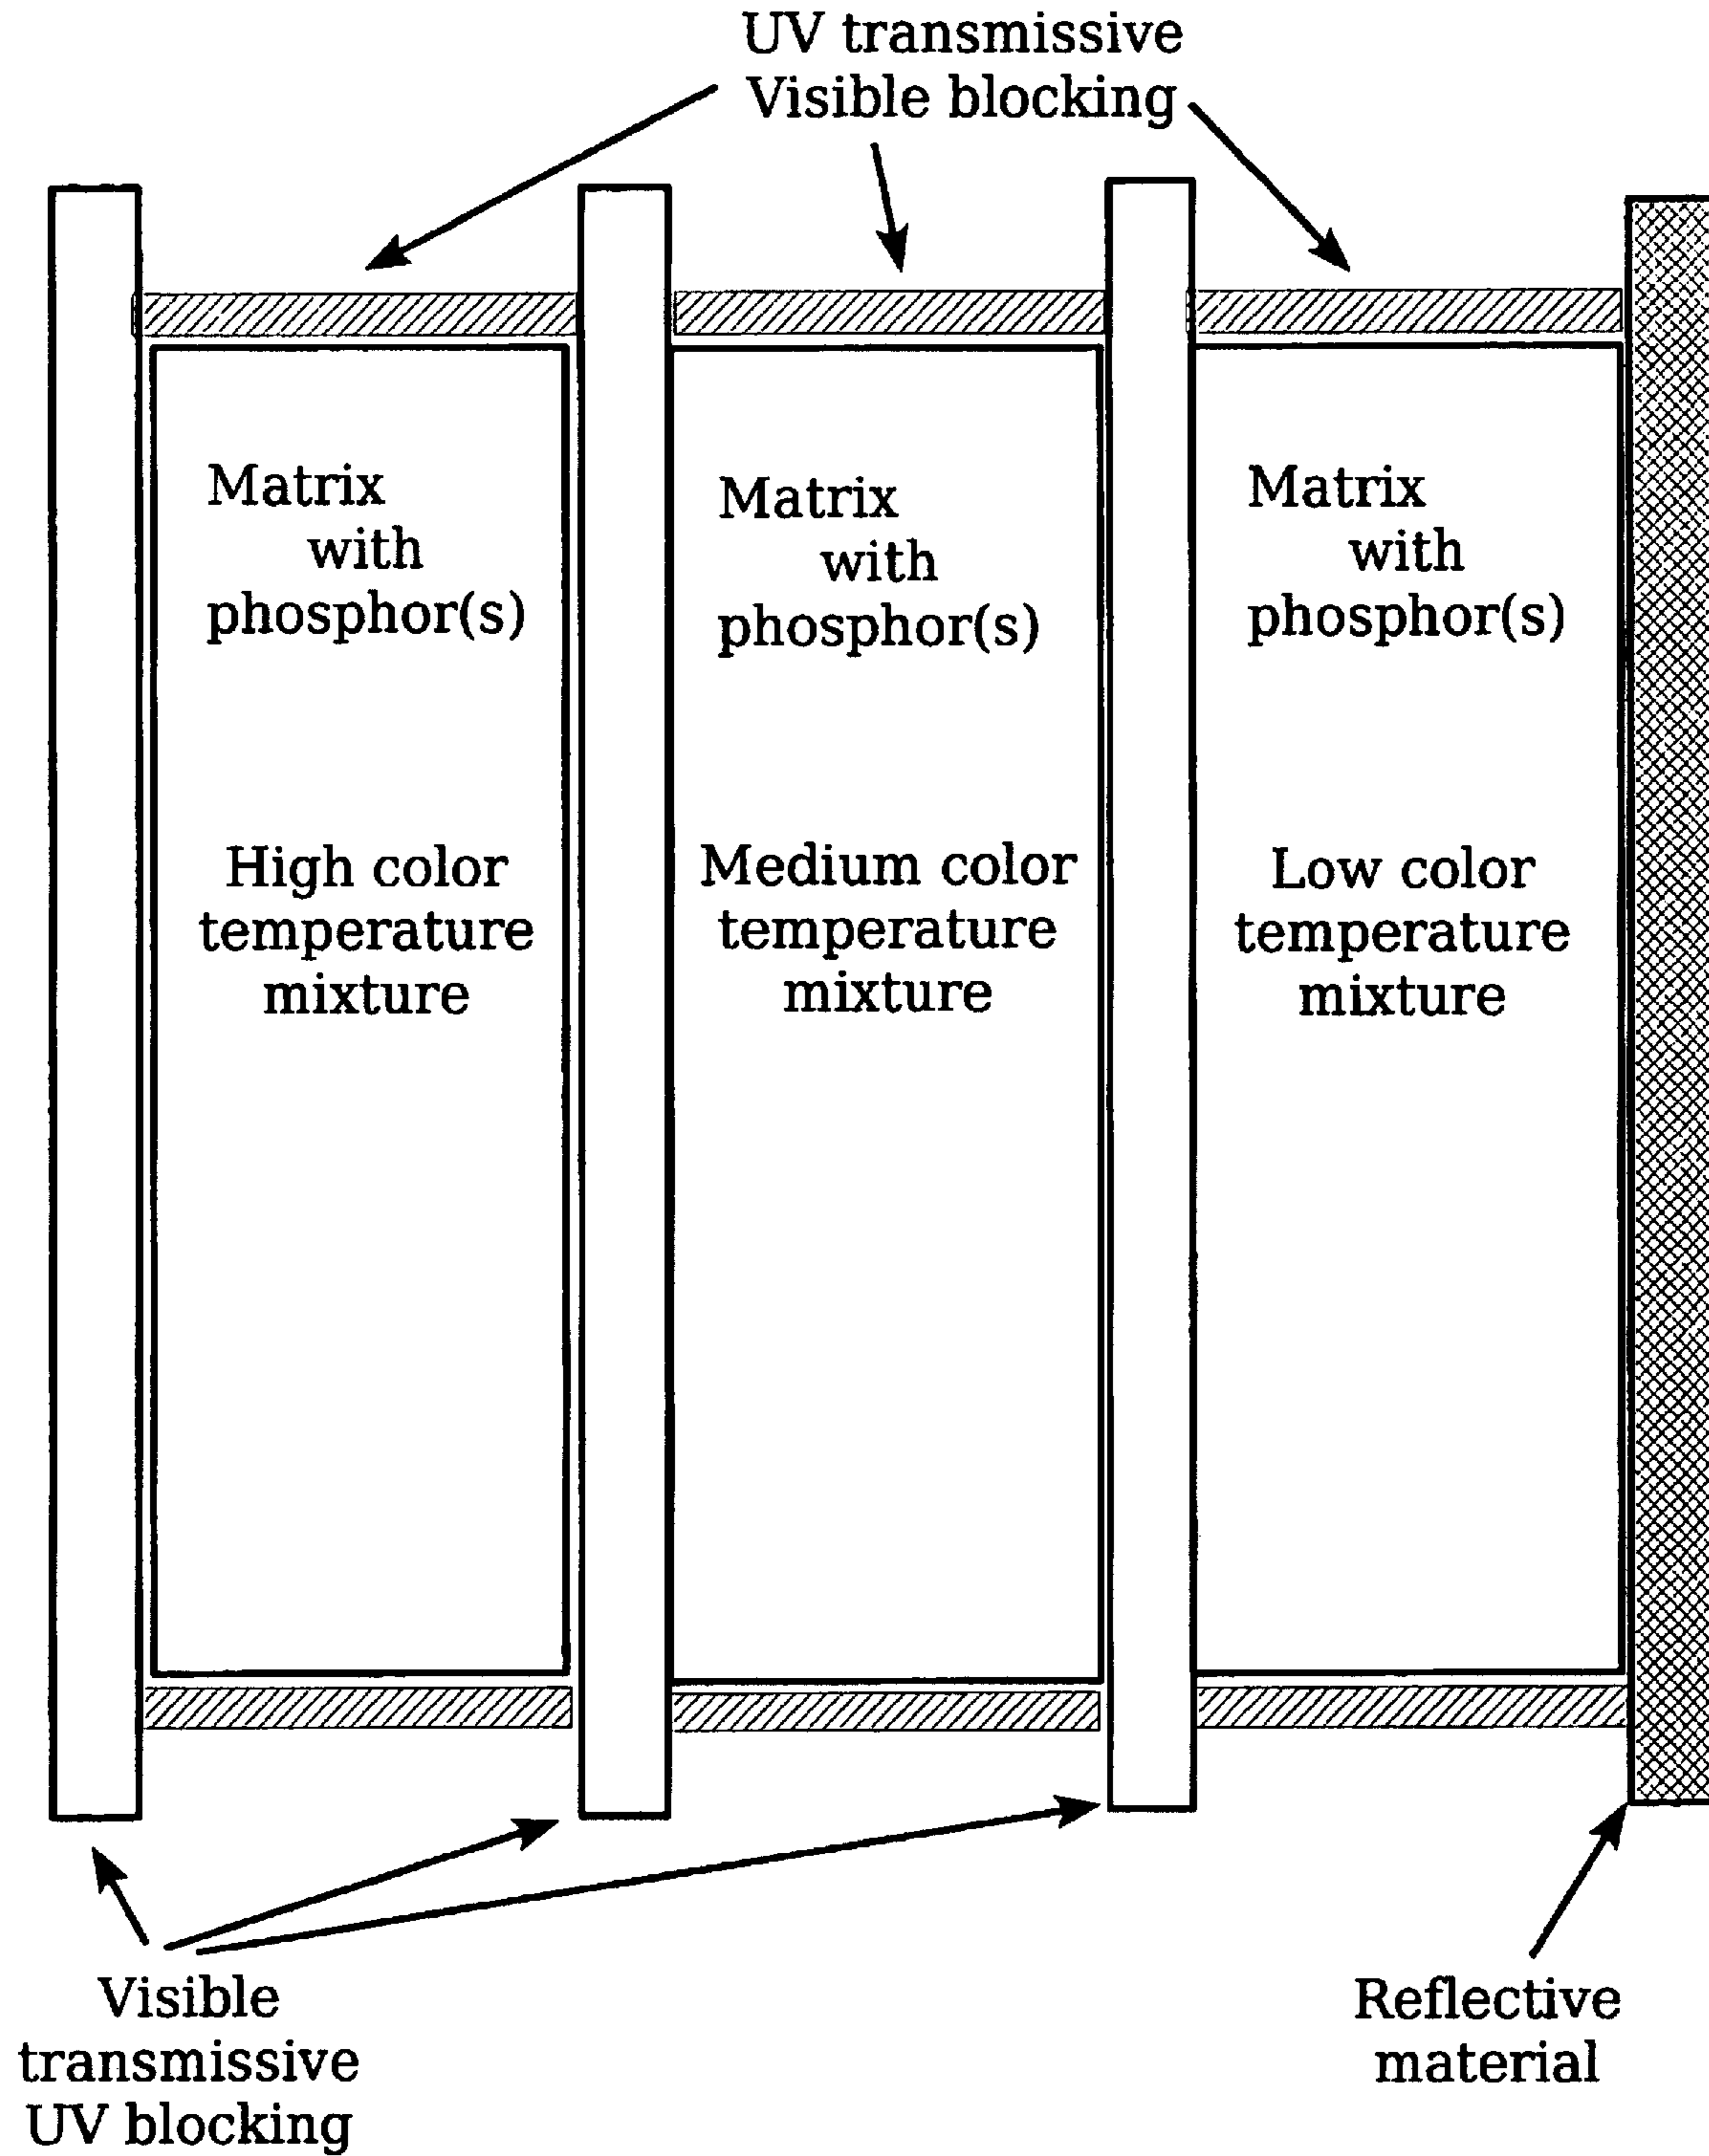 UV transmissive
Visible blocking
Matrix
with
phosphor(s)
High color
temperature
mixture
Matrix
with
phosphor(s)
Medium color
temperature
mixture
Matrix
with
phosphor(s)
Low color
temperature
mixture
Visible
transmissive
UV blocking
Reflective
material